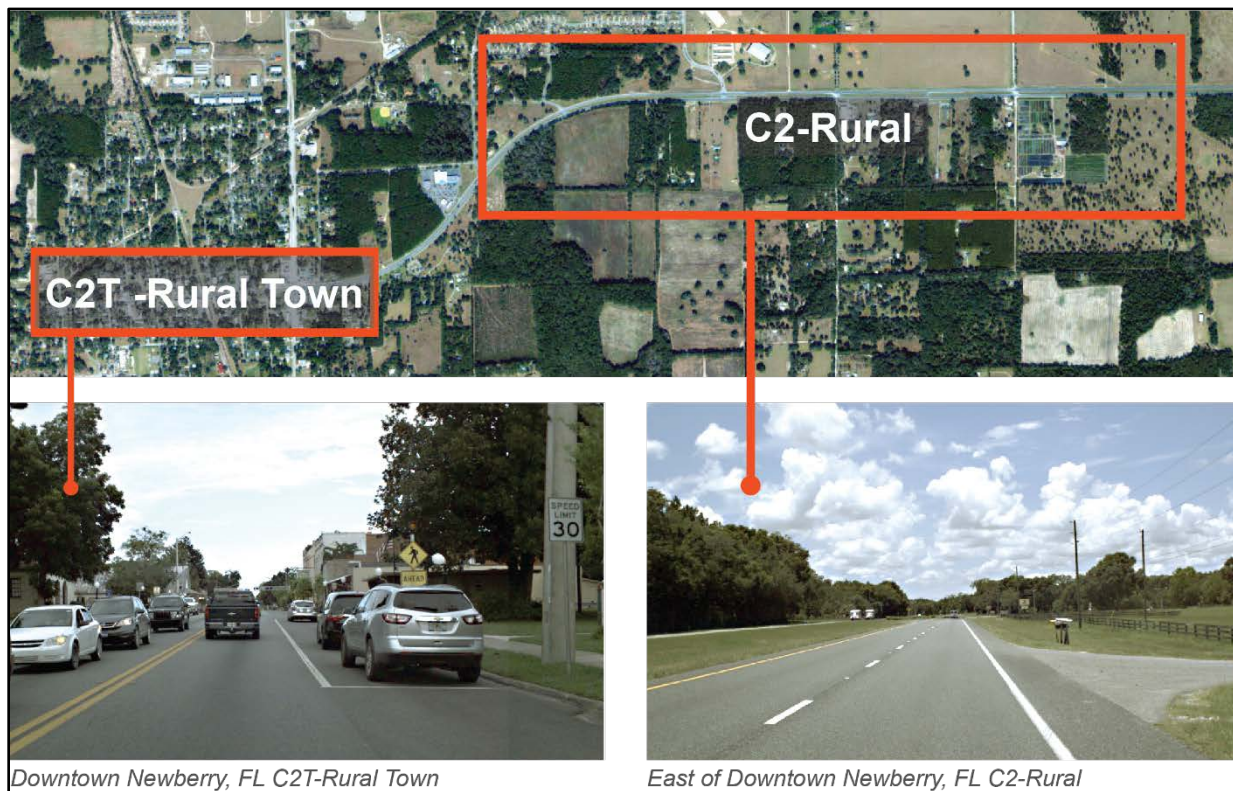 C2-Rural
C2T -Rural Town
SPEED
LIMIT
30
AHEAD
Downtown Newberry, FL C2T-Rural Town
East of Downtown Newberry, FL C2-Rural